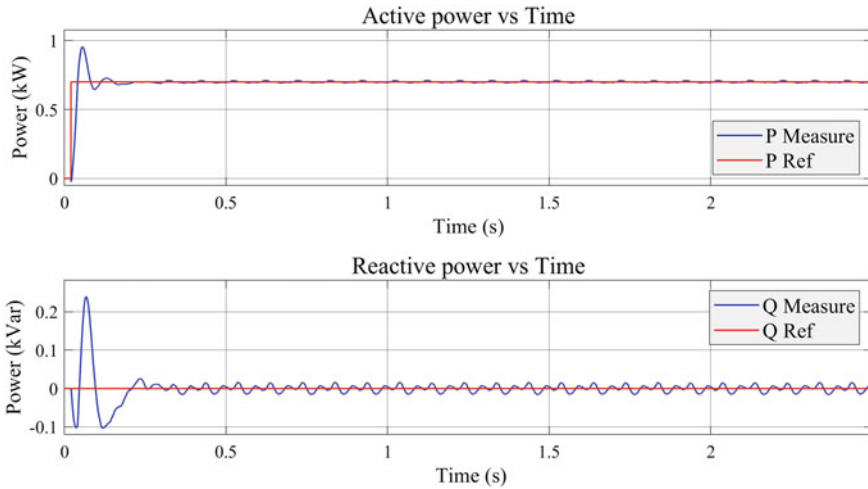 Active power vs Time
Power (kW)
1
0.5
0
P Measure
P Ref
0
0.5
1
1.5
2
Time (s)
Reactive power vs Time
Power (kVar)
0.2
0.1
0
-0.1
Q Measure
Q Ref
0
0.5
1
1.5
2
Time (s)